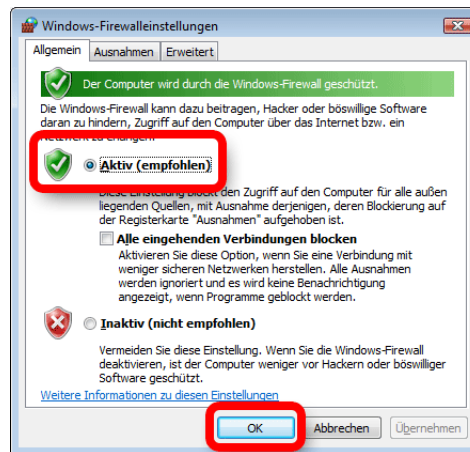 Windows-Firewalleinstellungen
Allgemein Ausnahmen Erweitert
Der Computer wird durch die Windows-Firewall geschützt.
Die Windows-Firewall kann dazu beitragen, Hacker oder böswillige Software
daran zu hindern, Zugriff auf den Computer über das Internet bzw. ein
Netzwerk zu erlangen.
Aktiv (empfohlen)
Diese Einstellung blockt den Zugriff auf den Computer für alle außen
liegenden Quellen, mit Ausnahme derjenigen, deren Blockierung auf
der Registerkarte "Ausnahmen" aufgehoben ist.
Alle eingehenden Verbindungen blocken
Aktivieren Sie diese Option, wenn Sie eine Verbindung mit
weniger sicheren Netzwerken herstellen. Alle Ausnahmen
werden ignoriert und es wird keine Benachrichtigung
angezeigt, wenn Programme geblockt werden.
Inaktiv (nicht empfohlen)
Vermeiden Sie diese Einstellung. Wenn Sie die Windows-Firewall
deaktivieren, ist der Computer weniger vor Hackern oder böswilliger
Software geschützt.
Weitere Informationen zu diesen Einstellungen
OK Abbrechen Übernehmen